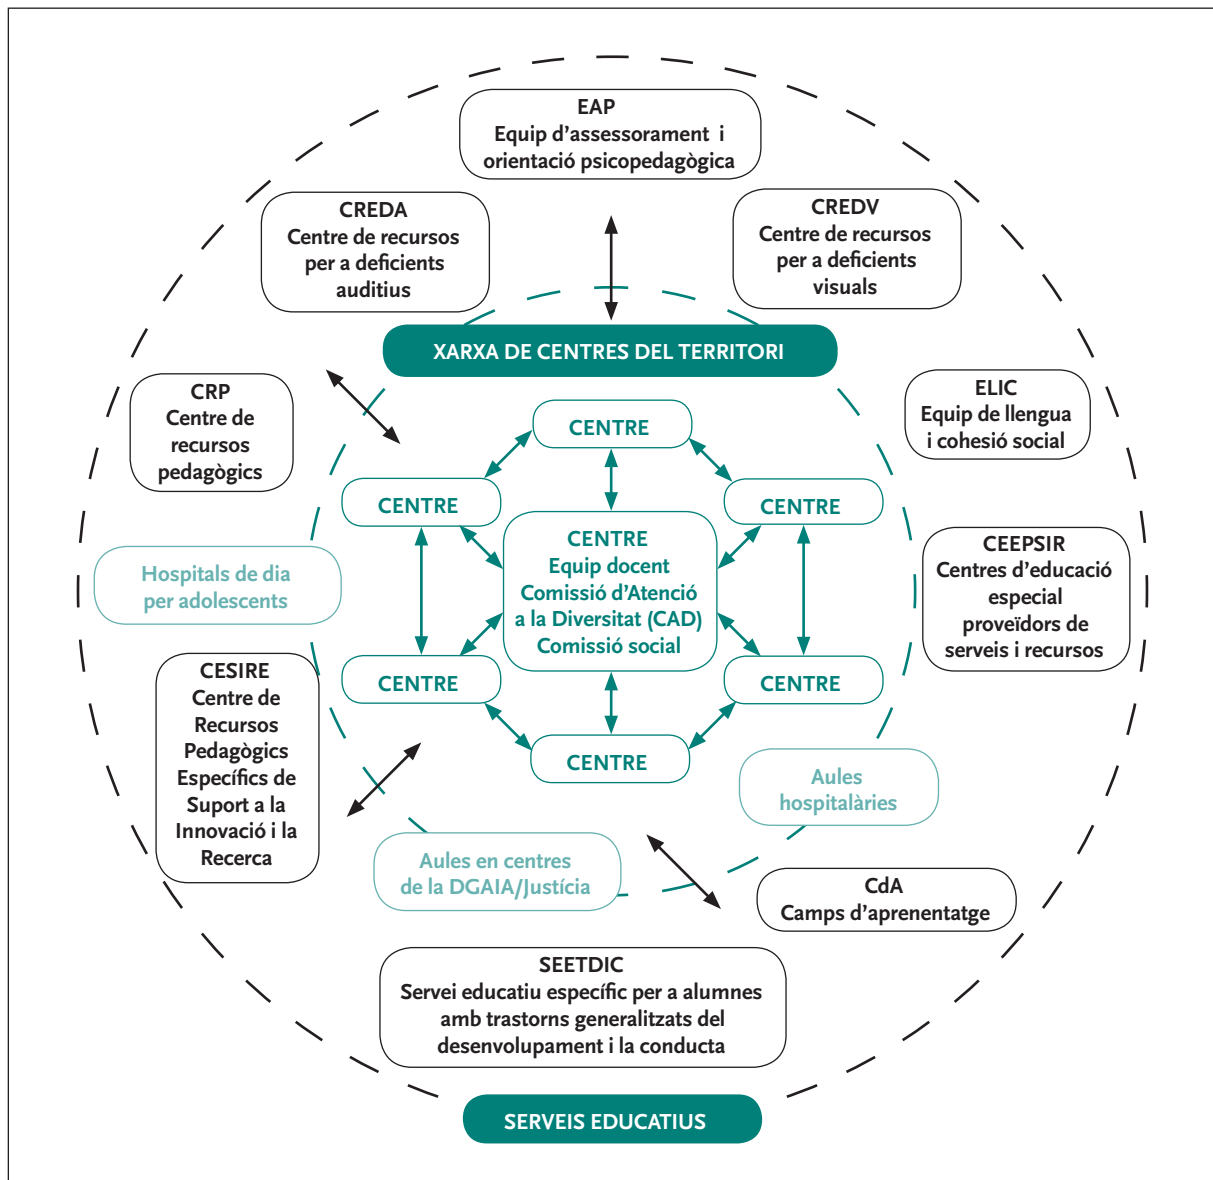 EAP
Equip d’assessorament i
orientació psicopedagògica
CREDA
Centre de recursos
per a deficients
auditius
CREDV
Centre de recursos
per a deficients
visuals
XARXA DE CENTRES DEL TERRITORI
CRP
Centre de
recursos
pedagògics
ELIC
Equip de llengua
i cohesió social
CENTRE
CENTRE
CENTRE
CENTRE
Equip docent
Comissió d’Atenció
a la Diversitat (CAD)
Comissió social
Hospitals de dia
per adolescents
CEEPSIR
Centres d’educació
especial
proveïdors de
serveis i recursos
CENTRE
CENTRE
CENTRE
CESIRE
Centre de
Recursos
Pedagògics
Específics de
Suport a la
Innovació i la
Recerca
Aules
hospitalàries
Aules en centres
de la DGAIA/Justícia
CdA
Camps d’aprenentatge
SEETDIC
Servei educatiu específic per a alumnes
amb trastorns generalitzats del
desenvolupament i la conducta
SERVEIS EDUCATIUS